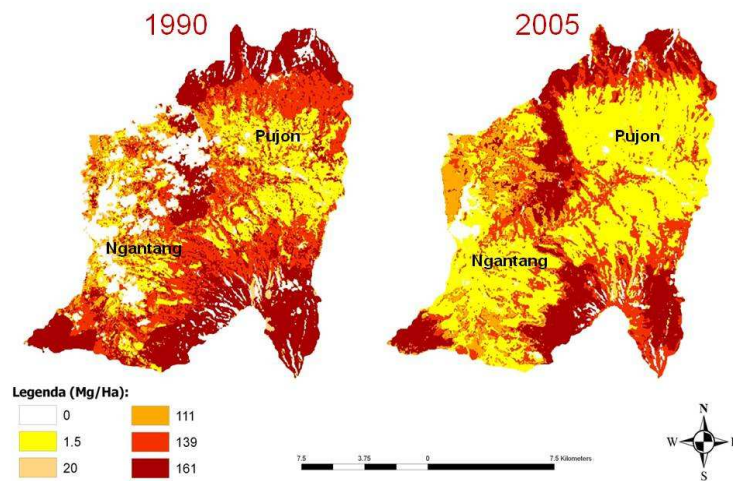 1990 2005
Pujon Pujon
Ngantang Ngantang
Legenda (Mg/Ha):
0 111
1.5 139
20 161
7.5 3.75 0 7.5 Kilometers
N
W E
S